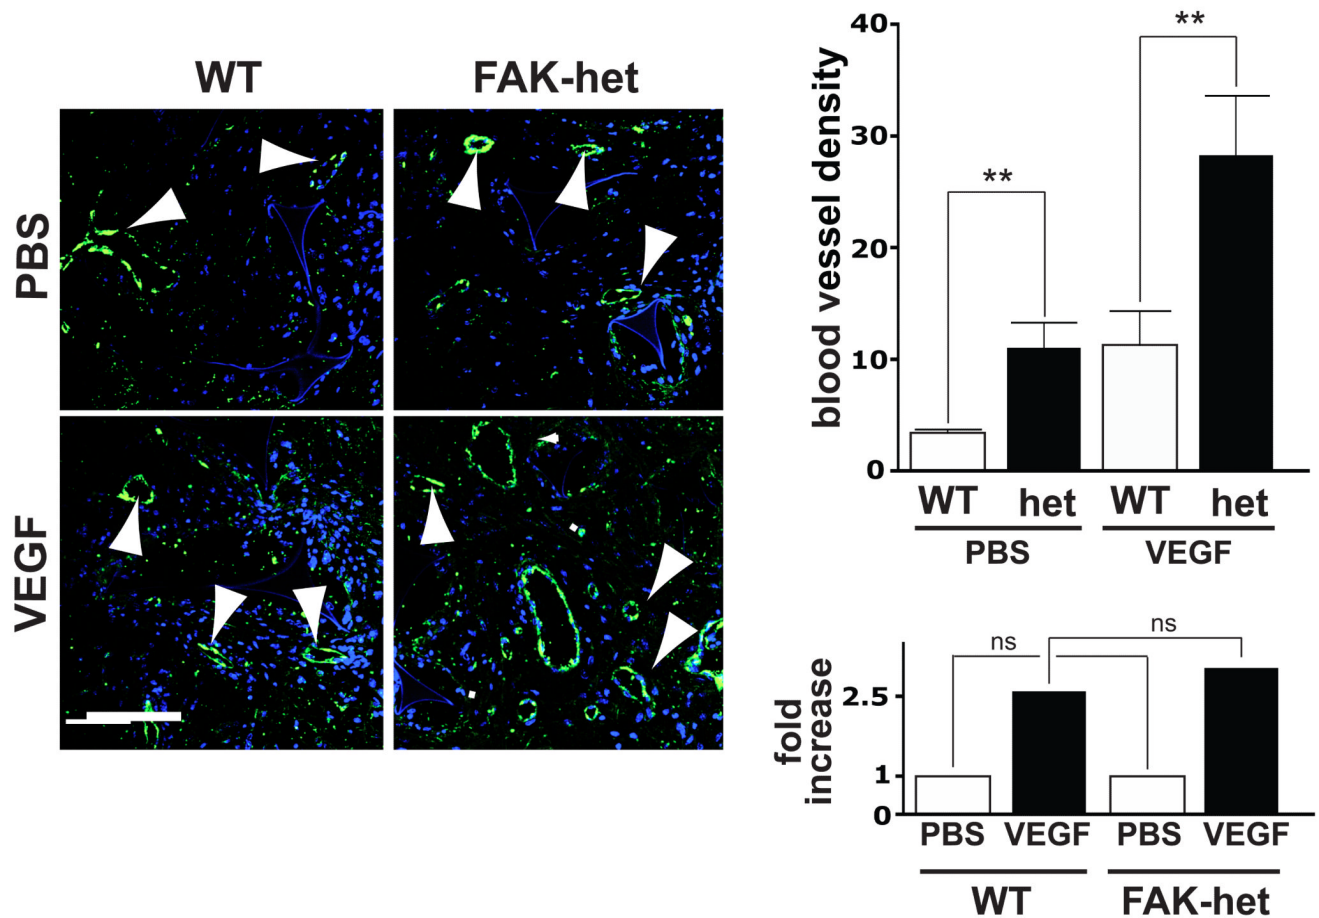 WT FAK-het
PBS
VEGF
blood vessel density
40
30
20
10
0
**
**
WT het WT het
PBS VEGF
fold
increase
2.5
1
0
ns
ns
PBS VEGF PBS VEGF
WT FAK-het